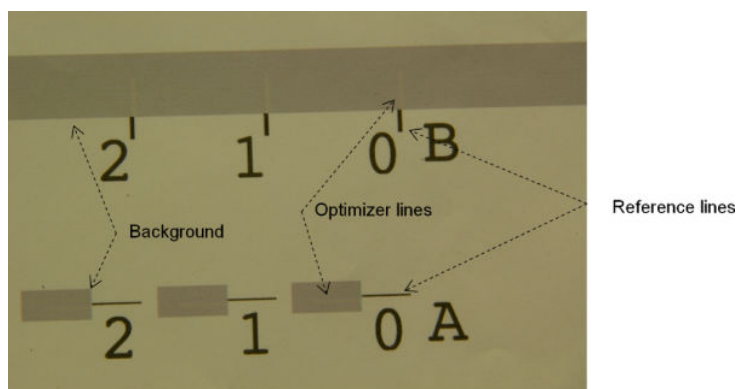 2 1 0 B
Optimizer lines
Reference lines
Background
2 1 0 A